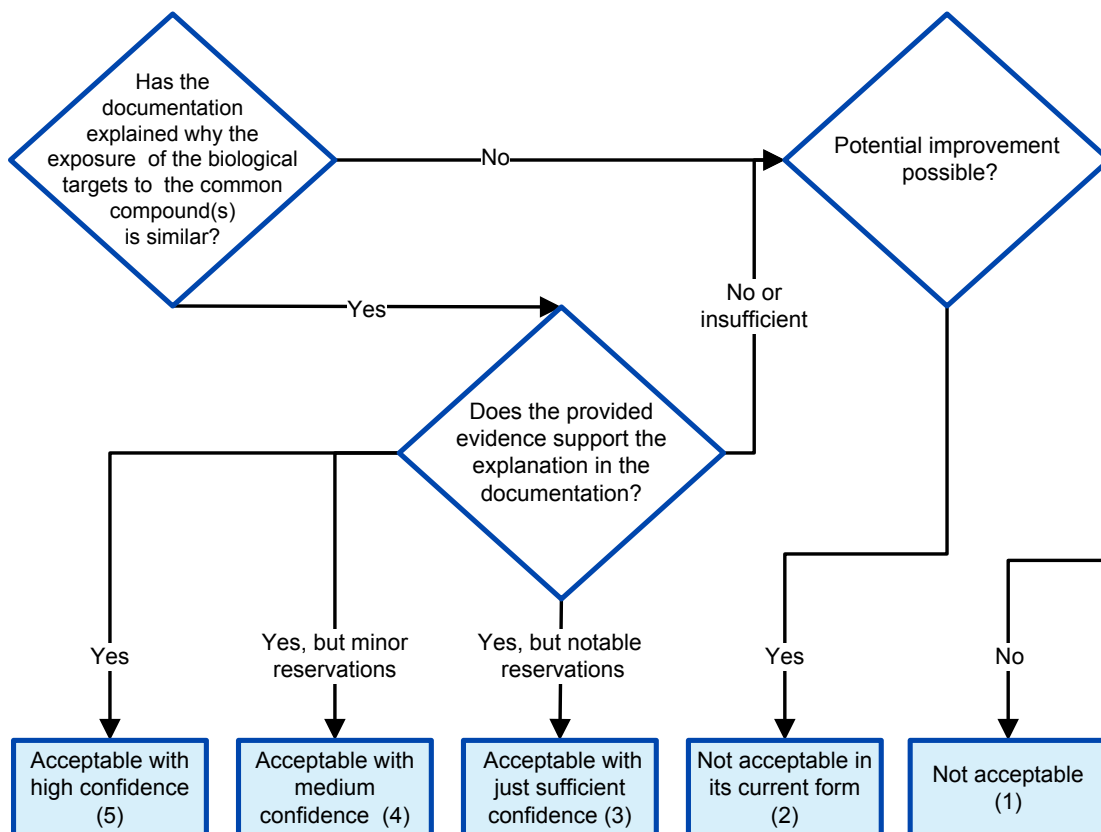 Has the
documentation
explained why the
exposure of the biological
targets to the common
compound(s)
is similar?
No
Potential improvement
possible?
Yes
No or
insufficient
Does the provided
evidence support the
explanation in the
documentation?
Yes
Yes, but minor
reservations
Yes, but notable
reservations
Yes
No
Acceptable with
high confidence
(5)
Acceptable with
medium
confidence (4)
Acceptable with
just sufficient
confidence (3)
Not acceptable in
its current form
(2)
Not acceptable
(1)